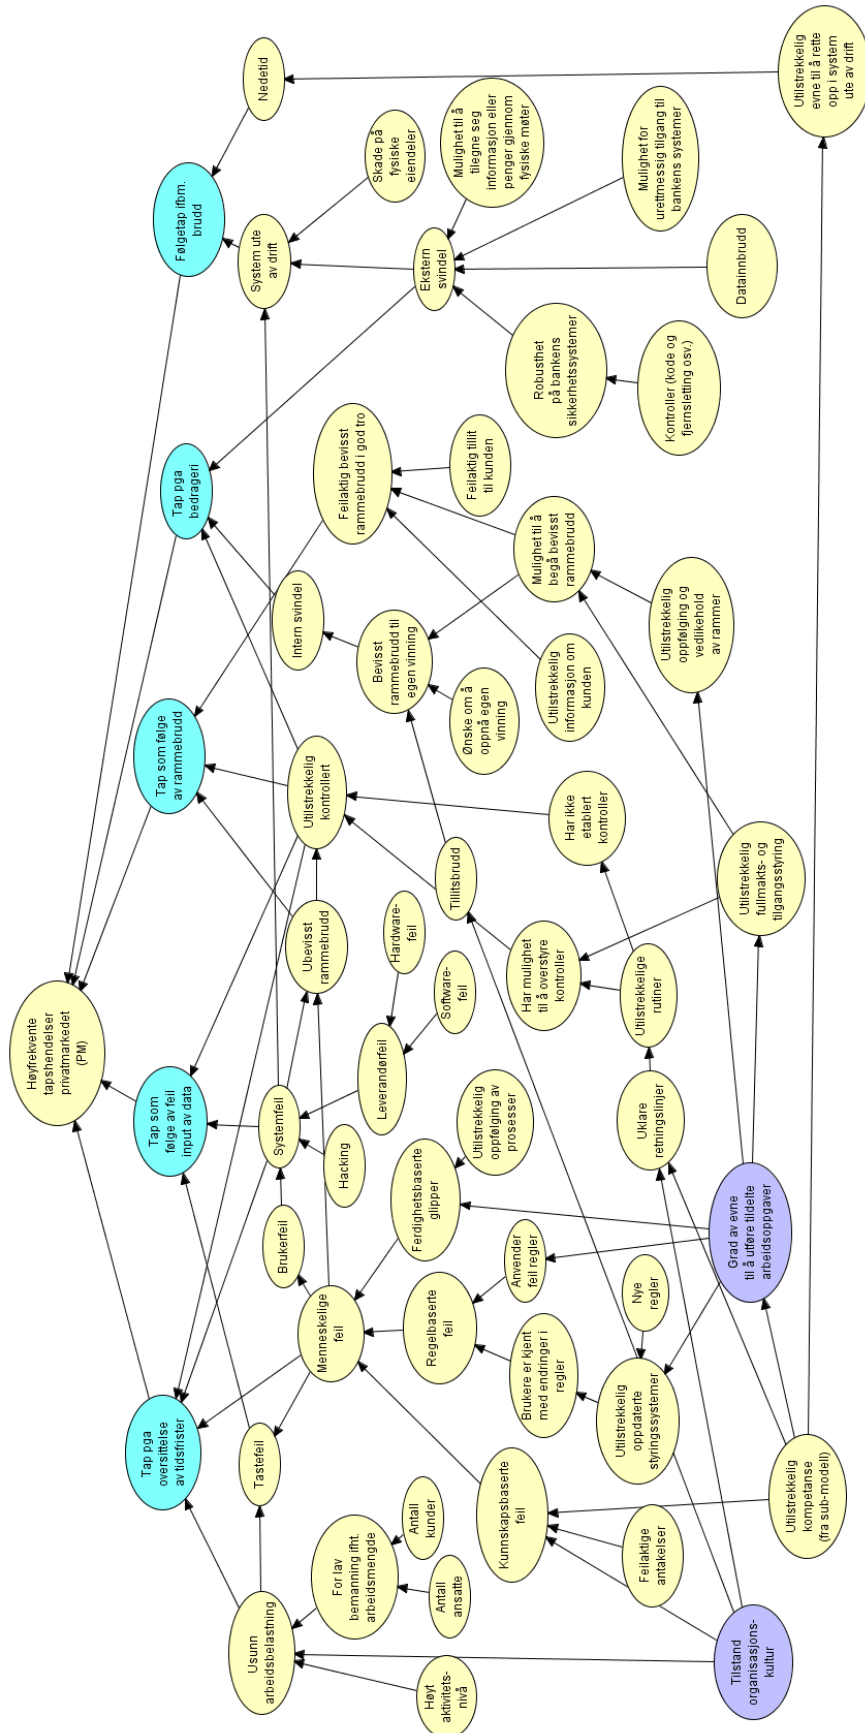 Høyfrekvente
tapshendelser
privatmarkedet
(PM)
Tap pga
oversittelse
av tidsfrister
Tap som
følge av feil
input av data
Tap som følge
av rammebrudd
Tap pga
bedrageri
Følgetap ifbm.
brudd
Nedetid
Usunn
arbeidsbelastning
Tastefeil
Brukerfeil
Systemfeil
System ute
av drift
Menneskelige
feil
Hacking
Ubevisst
rammebrudd
Utilstrekkelig
kontrollert
Intern svindel
Feilaktig bevisst
rammebrudd i god tro
Skade på
fysiske
eiendeler
For lav
bemanning ifht.
arbeidsmengde
Leverandørfeil
Hardware-
feil
Bevisst
rammebrudd til
egen vinning
Høyt
aktivitets-
nivå
Antall
ansatte
Antall
kunder
Ferdighetsbaserte
glipper
Regelbaserte
feil
Software-
feil
Tillitsbrudd
Ønske om å
oppnå egen
vinning
Feilaktig tillit
til kunden
Ekstern
svindel
Mulighet til å
tilegne seg
informasjon eller
penger gjennom
fysiske møter
Kunnskapsbaserte
feil
Utilstrekkelig
oppfølging av
prosesser
Anvender
feil regler
Brukere er kjent
med endringer i
regler
Har mulighet
til å overstyre
kontroller
Har ikke
etablert
kontroller
Utilstrekkelig
informasjon om
kunden
Mulighet til å
begå bevisst
rammebrudd
Robusthet
på bankens
sikkerhetssystemer
Feilaktige
antakelser
Utilstrekkelig
oppdaterte
styringssystemer
Nye
regler
Uklare
retningslinjer
Utilstrekkelige
rutiner
Utilstrekkelig
oppfølging og
vedlikehold
av rammer
Kontroller (kode og
fjernsletting osv.)
Datainnbrudd
Mulighet for
urettmessig tilgang til
bankens systemer
Tilstand
organisasjons-
kultur
Utilstrekkelig
kompetanse
(fra sub-modell)
Grad av evne
til å utføre tildelte
arbeidsoppgaver
Utilstrekkelig
fullmakts- og
tilgangsstyring
Utilstrekkelig
evne til å rette
opp i system
ute av drift